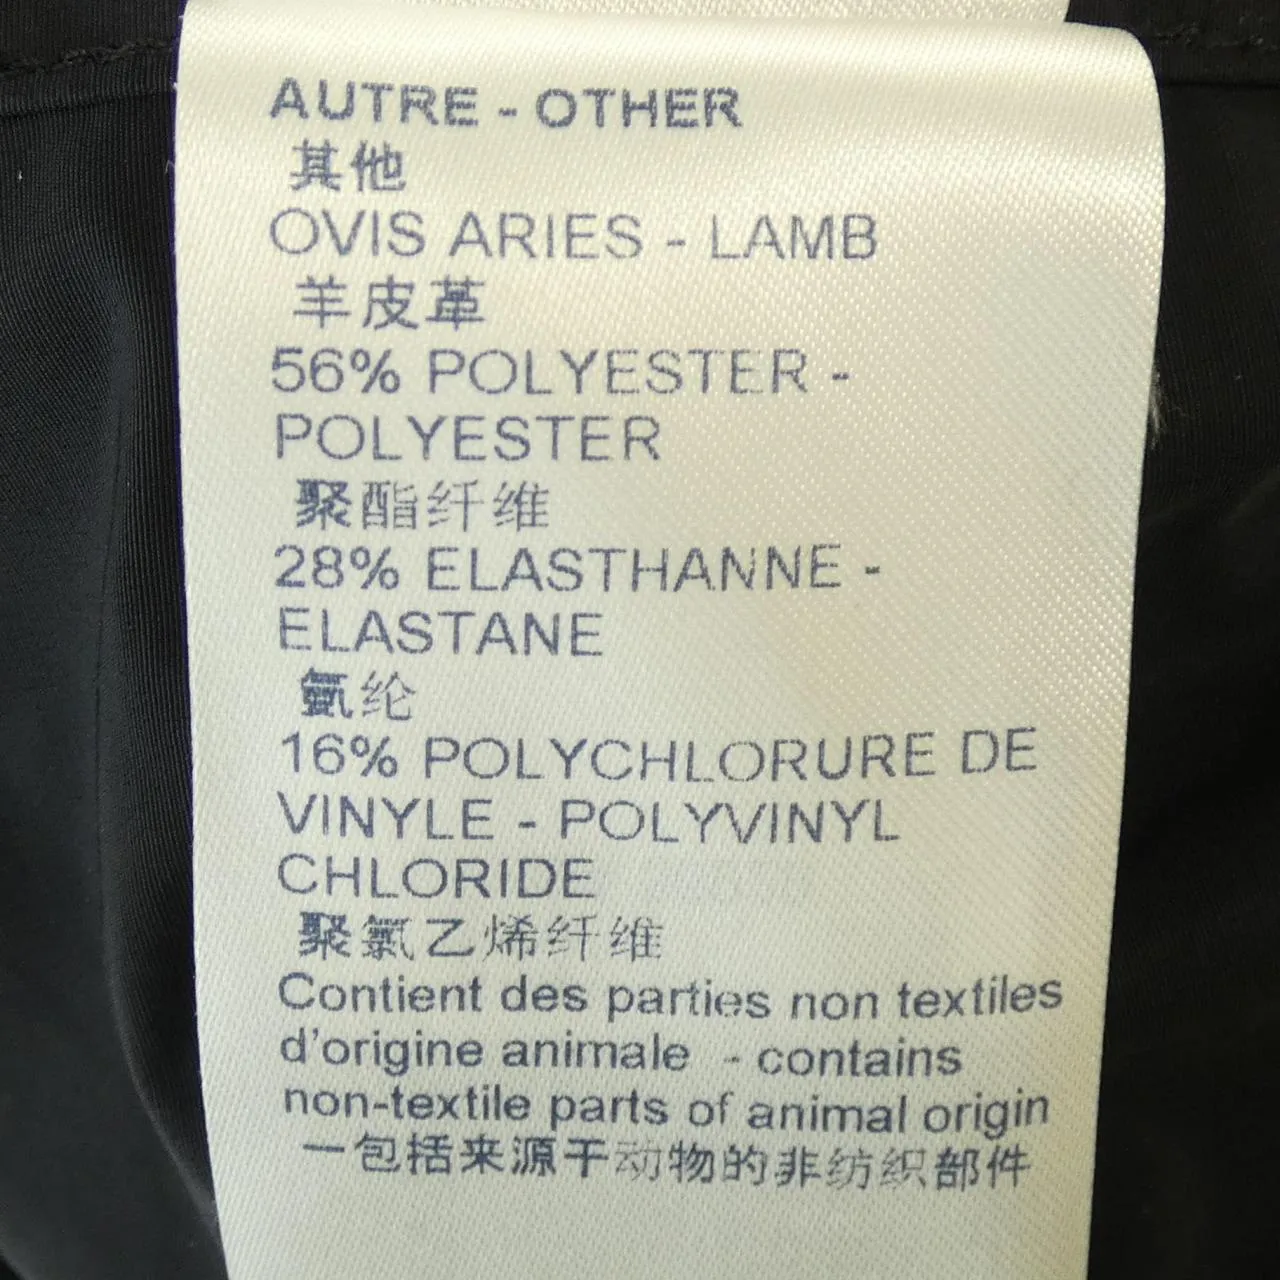 AUTRE - OTHER
其他
OVIS ARIES - LAMB
羊皮革
56% POLYESTER -
POLYESTER
聚酯纤维
28% ELASTHANNE -
ELASTANE
氨纶
16% POLYCHLORURE DE
VINYLE - POLYVINYL
CHLORIDE
聚氯乙烯纤维
Contient des parties non textiles
d'origine animale - contains
non-textile parts of animal origin
一包括来源于动物的非纺织部件